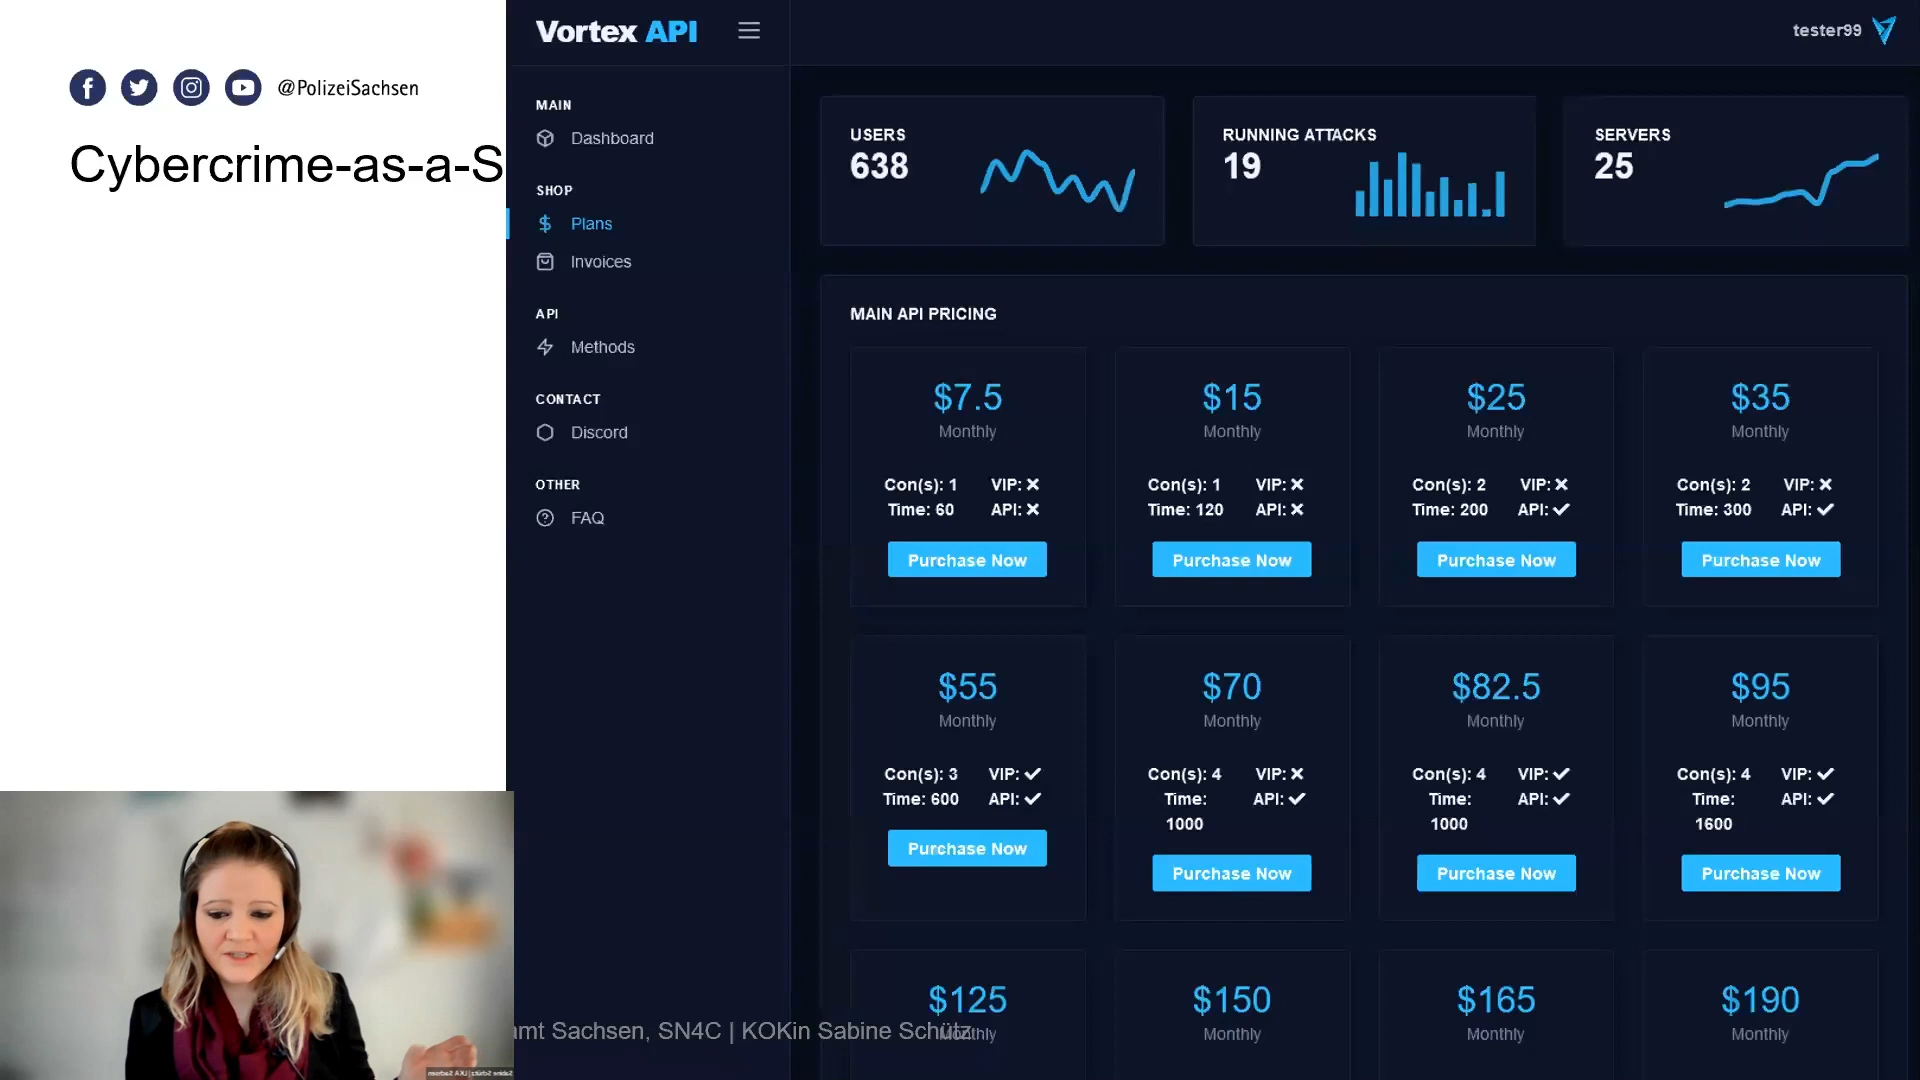 @PolizeiSachsen
Cybercrime-as-a-S
Vortex API
tester99
MAIN
Dashboard
SHOP
Plans
Invoices
API
Methods
CONTACT
Discord
OTHER
FAQ
USERS
638
RUNNING ATTACKS
19
SERVERS
25
MAIN API PRICING
$7.5
Monthly
Con(s): 1 VIP: ✕
Time: 60 API: ✕
Purchase Now
$15
Monthly
Con(s): 1 VIP: ✕
Time: 120 API: ✕
Purchase Now
$25
Monthly
Con(s): 2 VIP: ✕
Time: 200 API: ✓
Purchase Now
$35
Monthly
Con(s): 2 VIP: ✕
Time: 300 API: ✓
Purchase Now
$55
Monthly
Con(s): 3 VIP: ✓
Time: 600 API: ✓
Purchase Now
$70
Monthly
Con(s): 4 VIP: ✕
Time: API: ✓
1000
Purchase Now
$82.5
Monthly
Con(s): 4 VIP: ✓
Time: API: ✓
1000
Purchase Now
$95
Monthly
Con(s): 4 VIP: ✓
Time: API: ✓
1600
Purchase Now
$125
Monthly
$150
Monthly
$165
Monthly
$190
Monthly
mt Sachsen, SN4C | KOKin Sabine Schütz
Sabine Schütz | LKA Sachsen